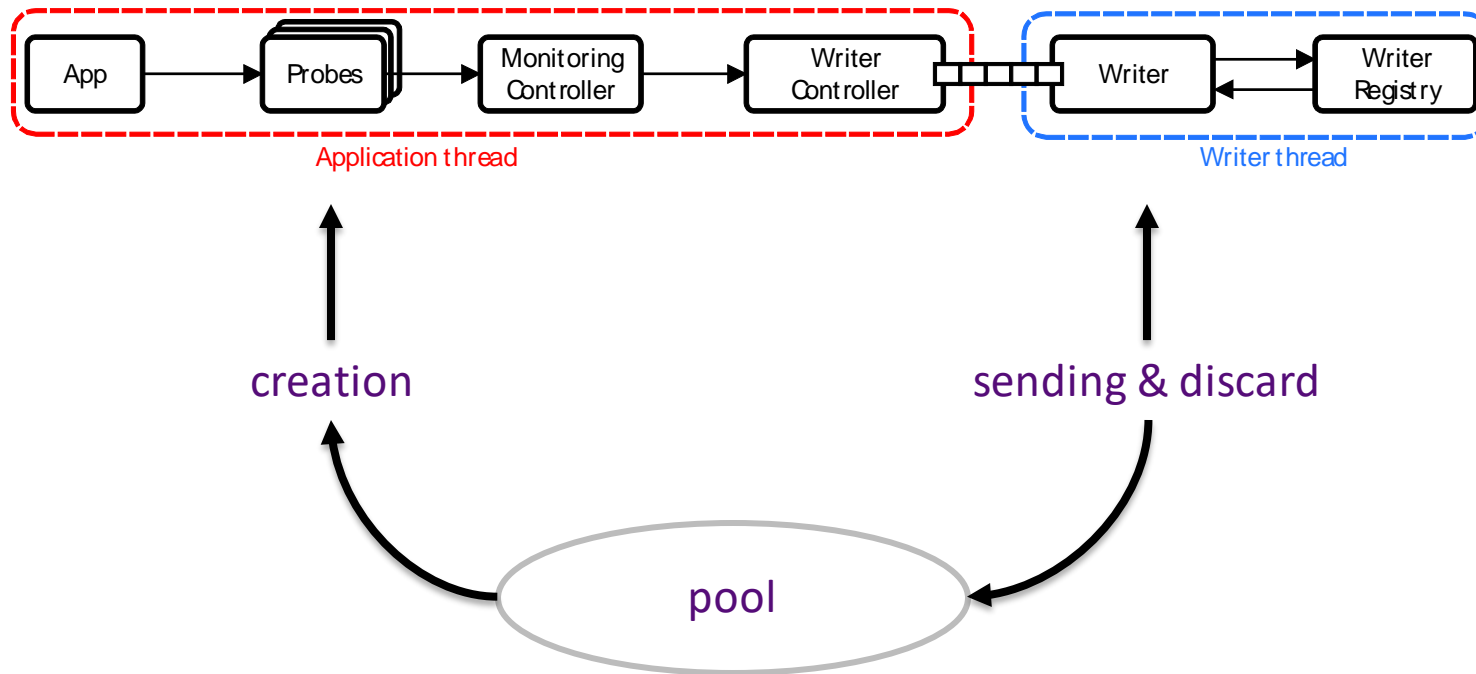 App
Probes
Monitoring
Controller
Writer
Controller
Writer
Writer
Registry
Application thread
Writer thread
creation
sending & discard
pool